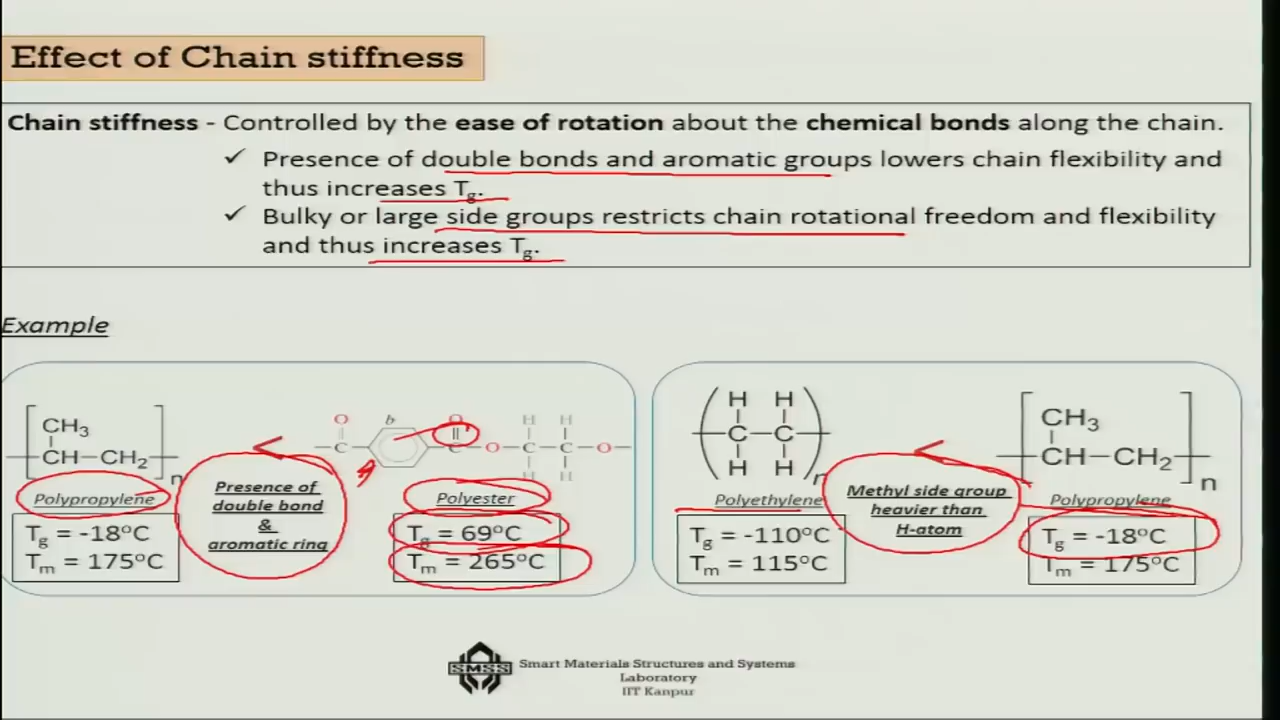 Effect of Chain stiffness
Chain stiffness - Controlled by the ease of rotation about the chemical bonds along the chain.
✓ Presence of double bonds and aromatic groups lowers chain flexibility and
thus increases Tg.
✓ Bulky or large side groups restricts chain rotational freedom and flexibility
and thus increases Tg.
Example
CH3
CH-CH2
n
Polypropylene
Tg = -18°C
Tm = 175°C
Presence of
double bond
&
aromatic ring
O b O
C C O C C O
H H
H H
Polyester
Tg = 69°C
Tm = 265°C
H H
C-C
H H
n
Polyethylene
Tg = -110°C
Tm = 115°C
Methyl side group
heavier than
H-atom
CH3
CH-CH2
n
Polypropylene
Tg = -18°C
Tm = 175°C
SMSS
Smart Materials Structures and Systems
Laboratory
IIT Kanpur